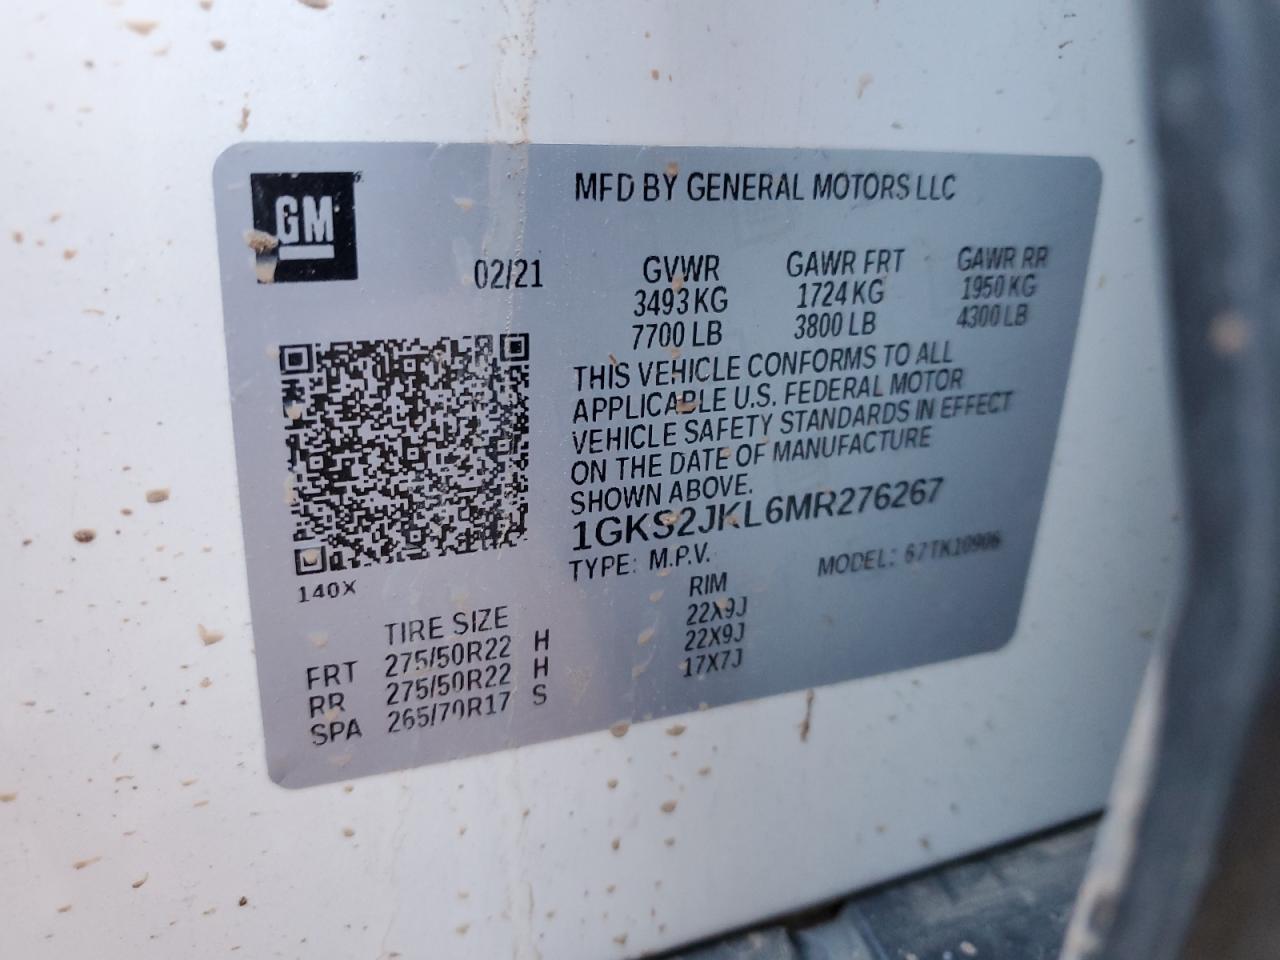 GM
MFD BY GENERAL MOTORS LLC
02/21
GVWR GAWR FRT GAWR RR
3493 KG 1724 KG 1950 KG
7700 LB 3800 LB 4300 LB
THIS VEHICLE CONFORMS TO ALL
APPLICABLE U.S. FEDERAL MOTOR
VEHICLE SAFETY STANDARDS IN EFFECT
ON THE DATE OF MANUFACTURE
SHOWN ABOVE.
1GKS2JKL6MR276267
TYPE: M.P.V. MODEL: 67TK10906
140X
TIRE SIZE RIM
FRT 275/50R22 H 22X9J
RR 275/50R22 H 22X9J
SPA 265/70R17 S 17X7J